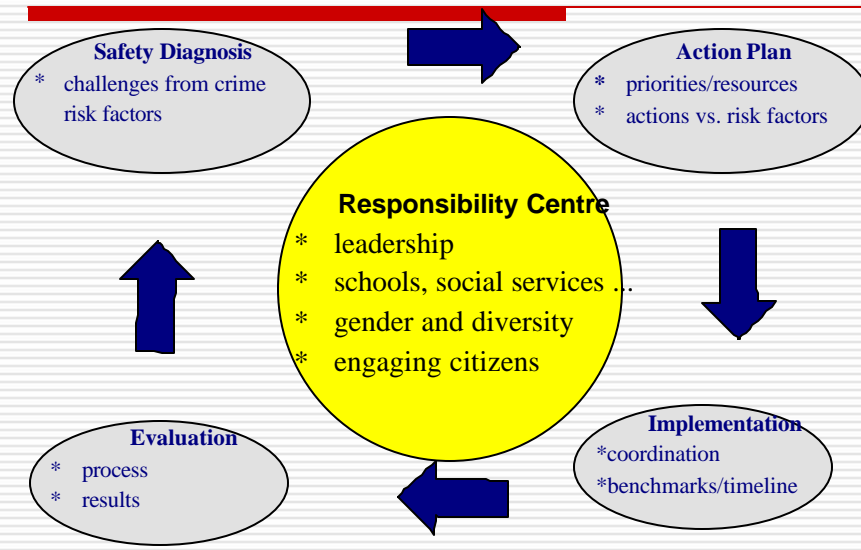 Safety Diagnosis
* challenges from crime
risk factors
Action Plan
* priorities/resources
* actions vs. risk factors
Responsibility Centre
* leadership
* schools, social services ...
* gender and diversity
* engaging citizens
Evaluation
* process
* results
Implementation
*coordination
*benchmarks/timeline